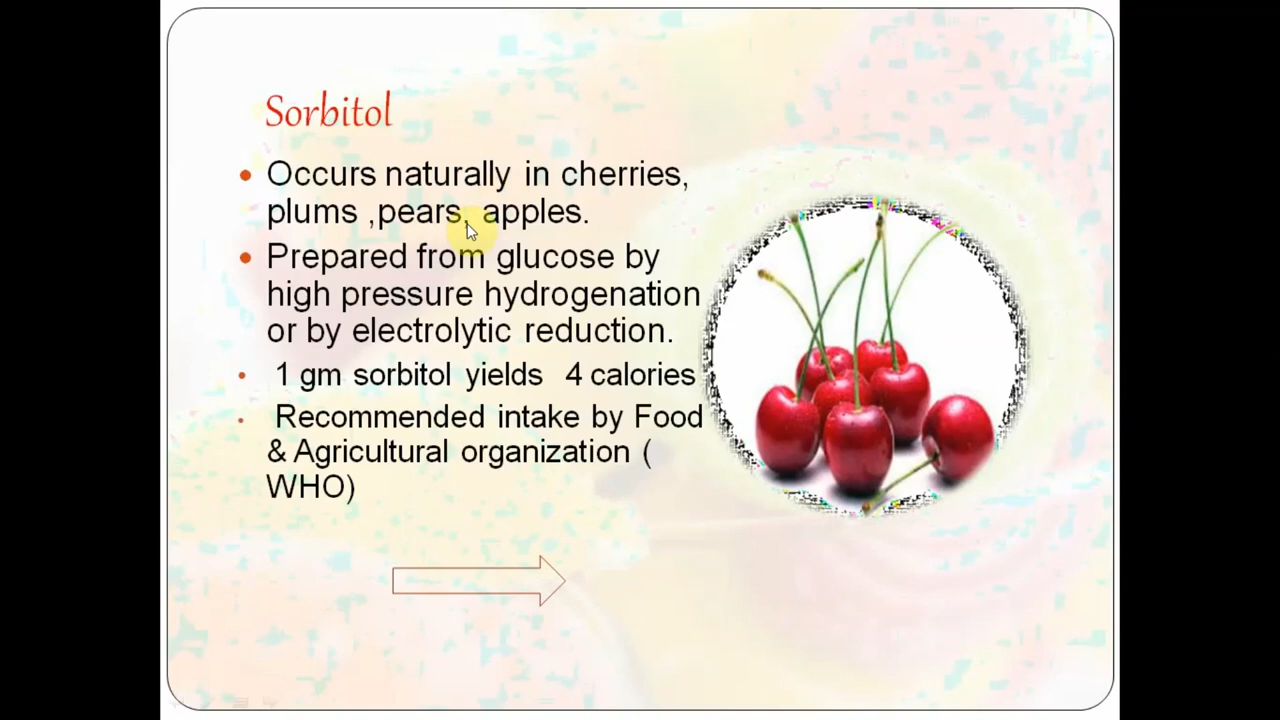 Sorbitol
• Occurs naturally in cherries,
plums ,pears, apples.
• Prepared from glucose by
high pressure hydrogenation
or by electrolytic reduction.
• 1 gm sorbitol yields 4 calories
• Recommended intake by Food
& Agricultural organization (
WHO)